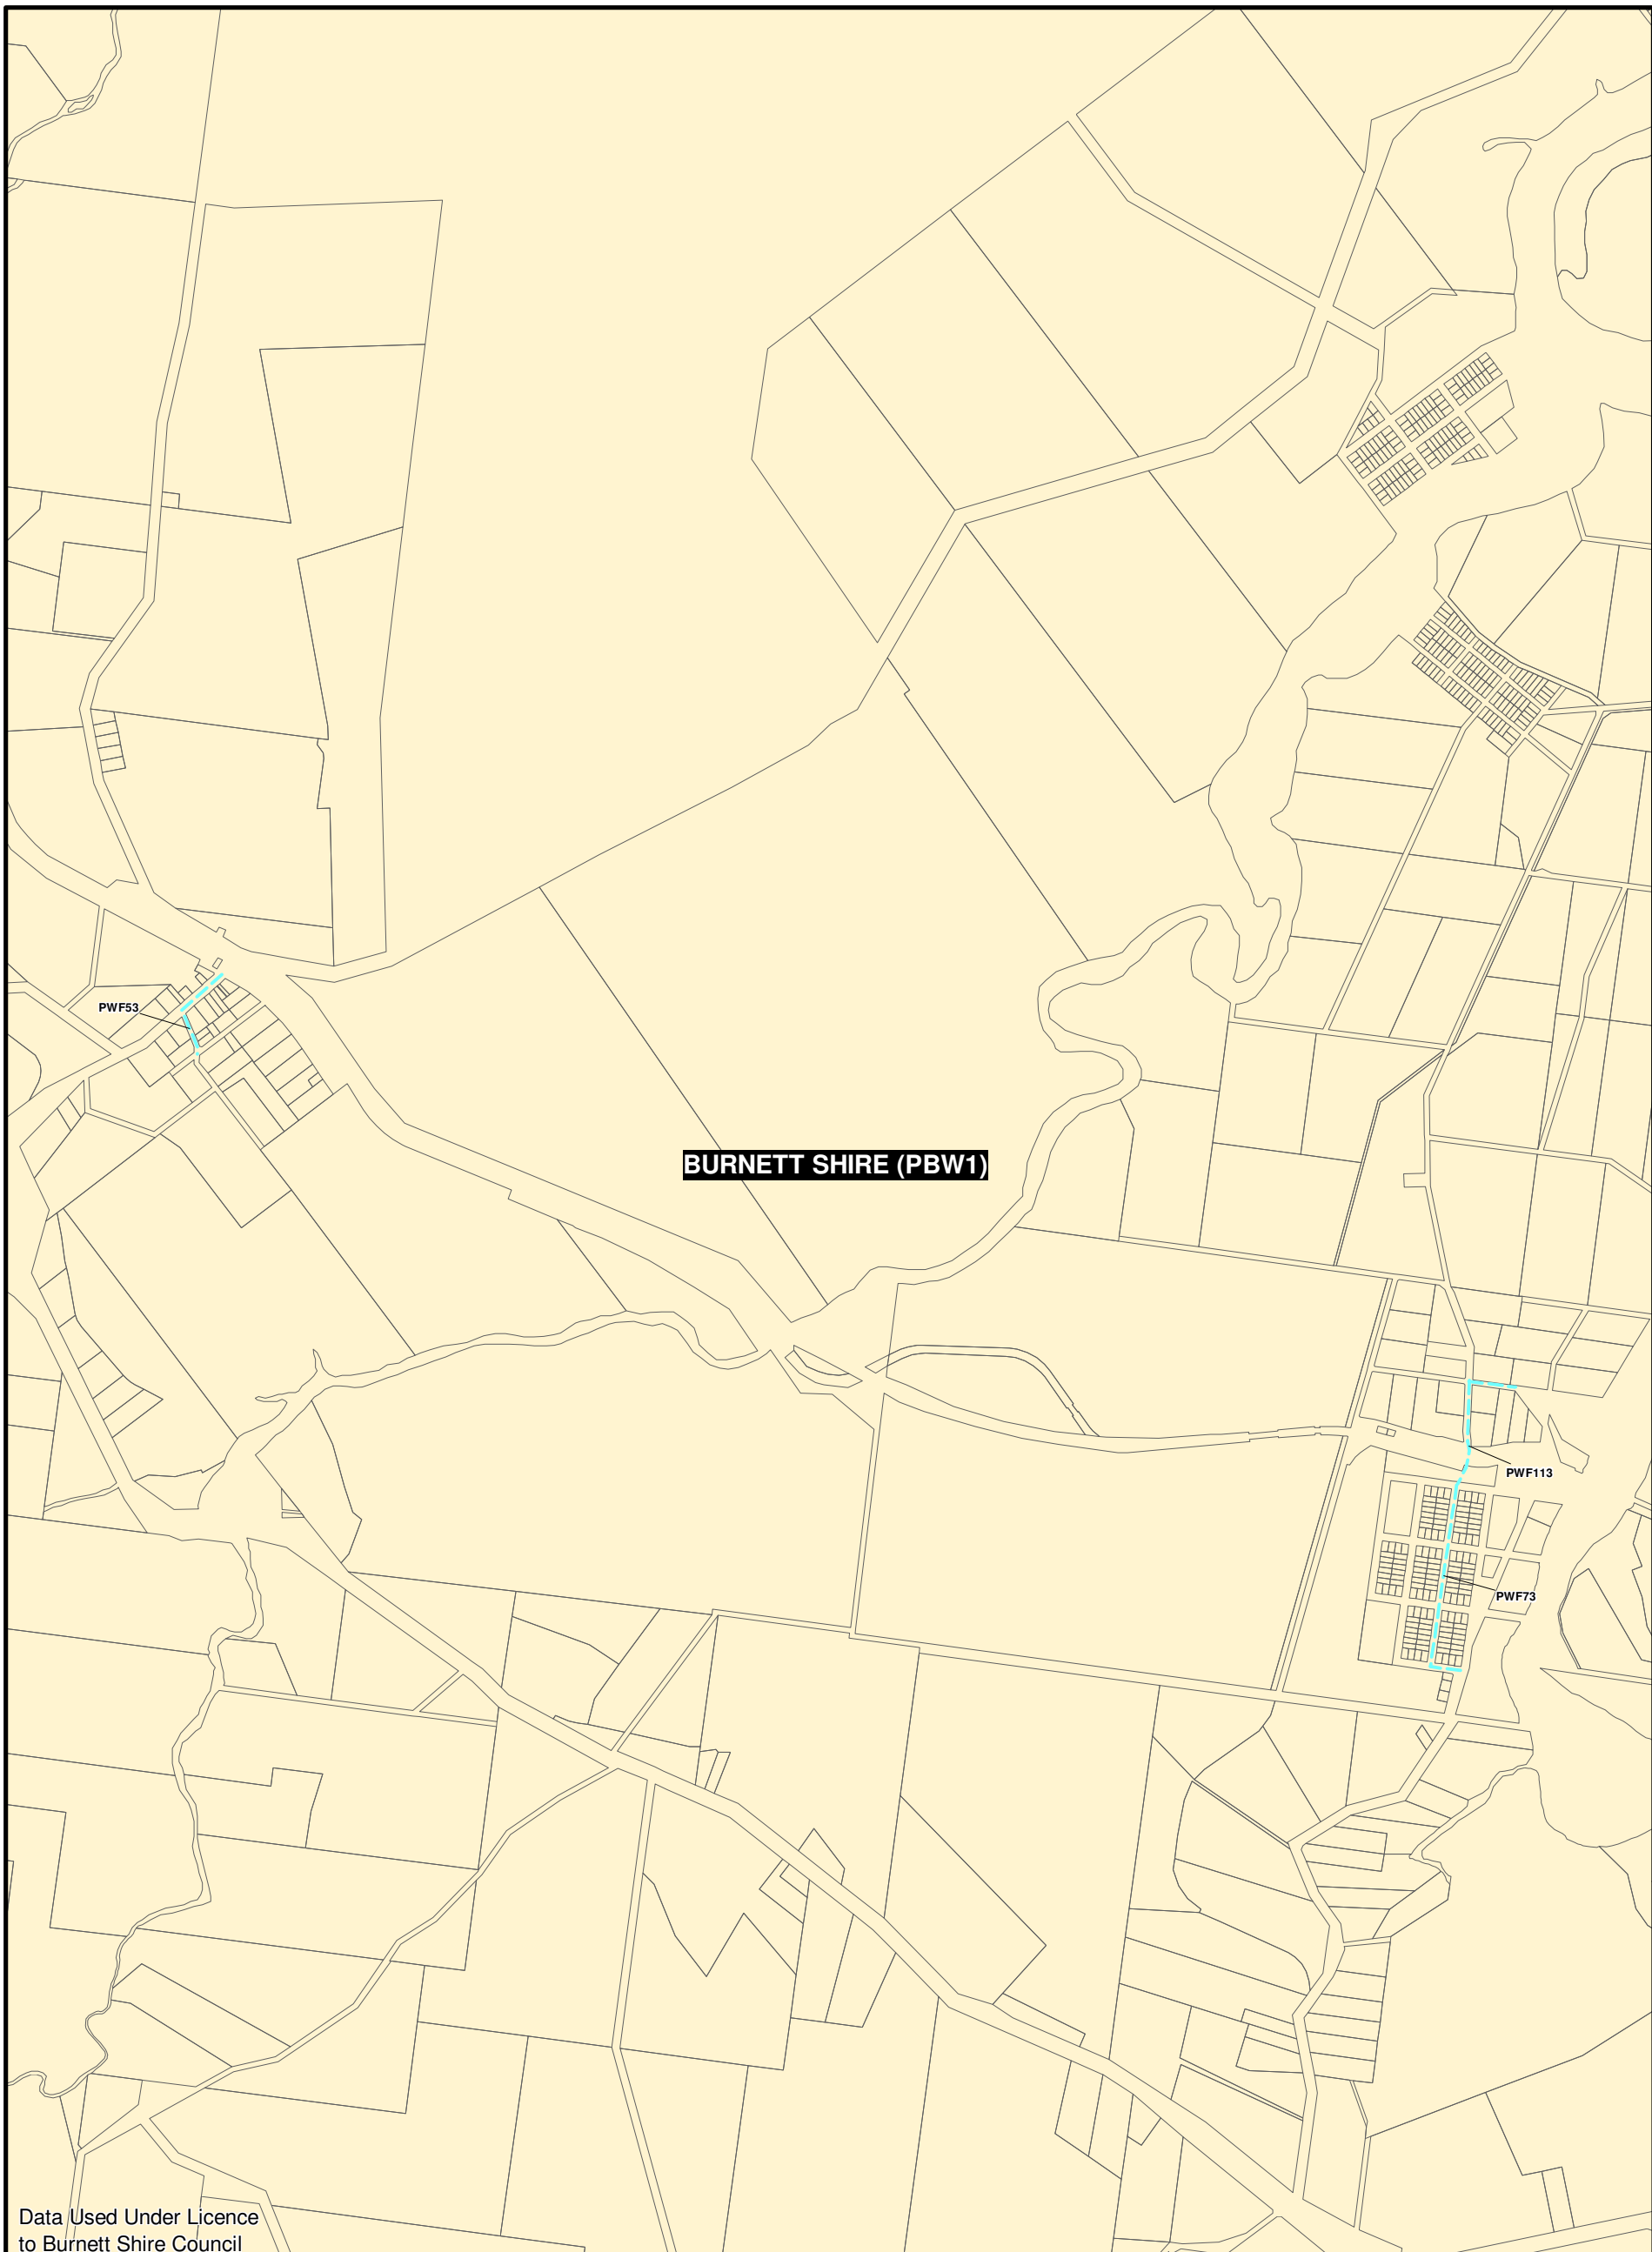 PWF53
BURNETT SHIRE (PBW1)
PWF113
PWF73
Data Used Under Licence
to Burnett Shire Council